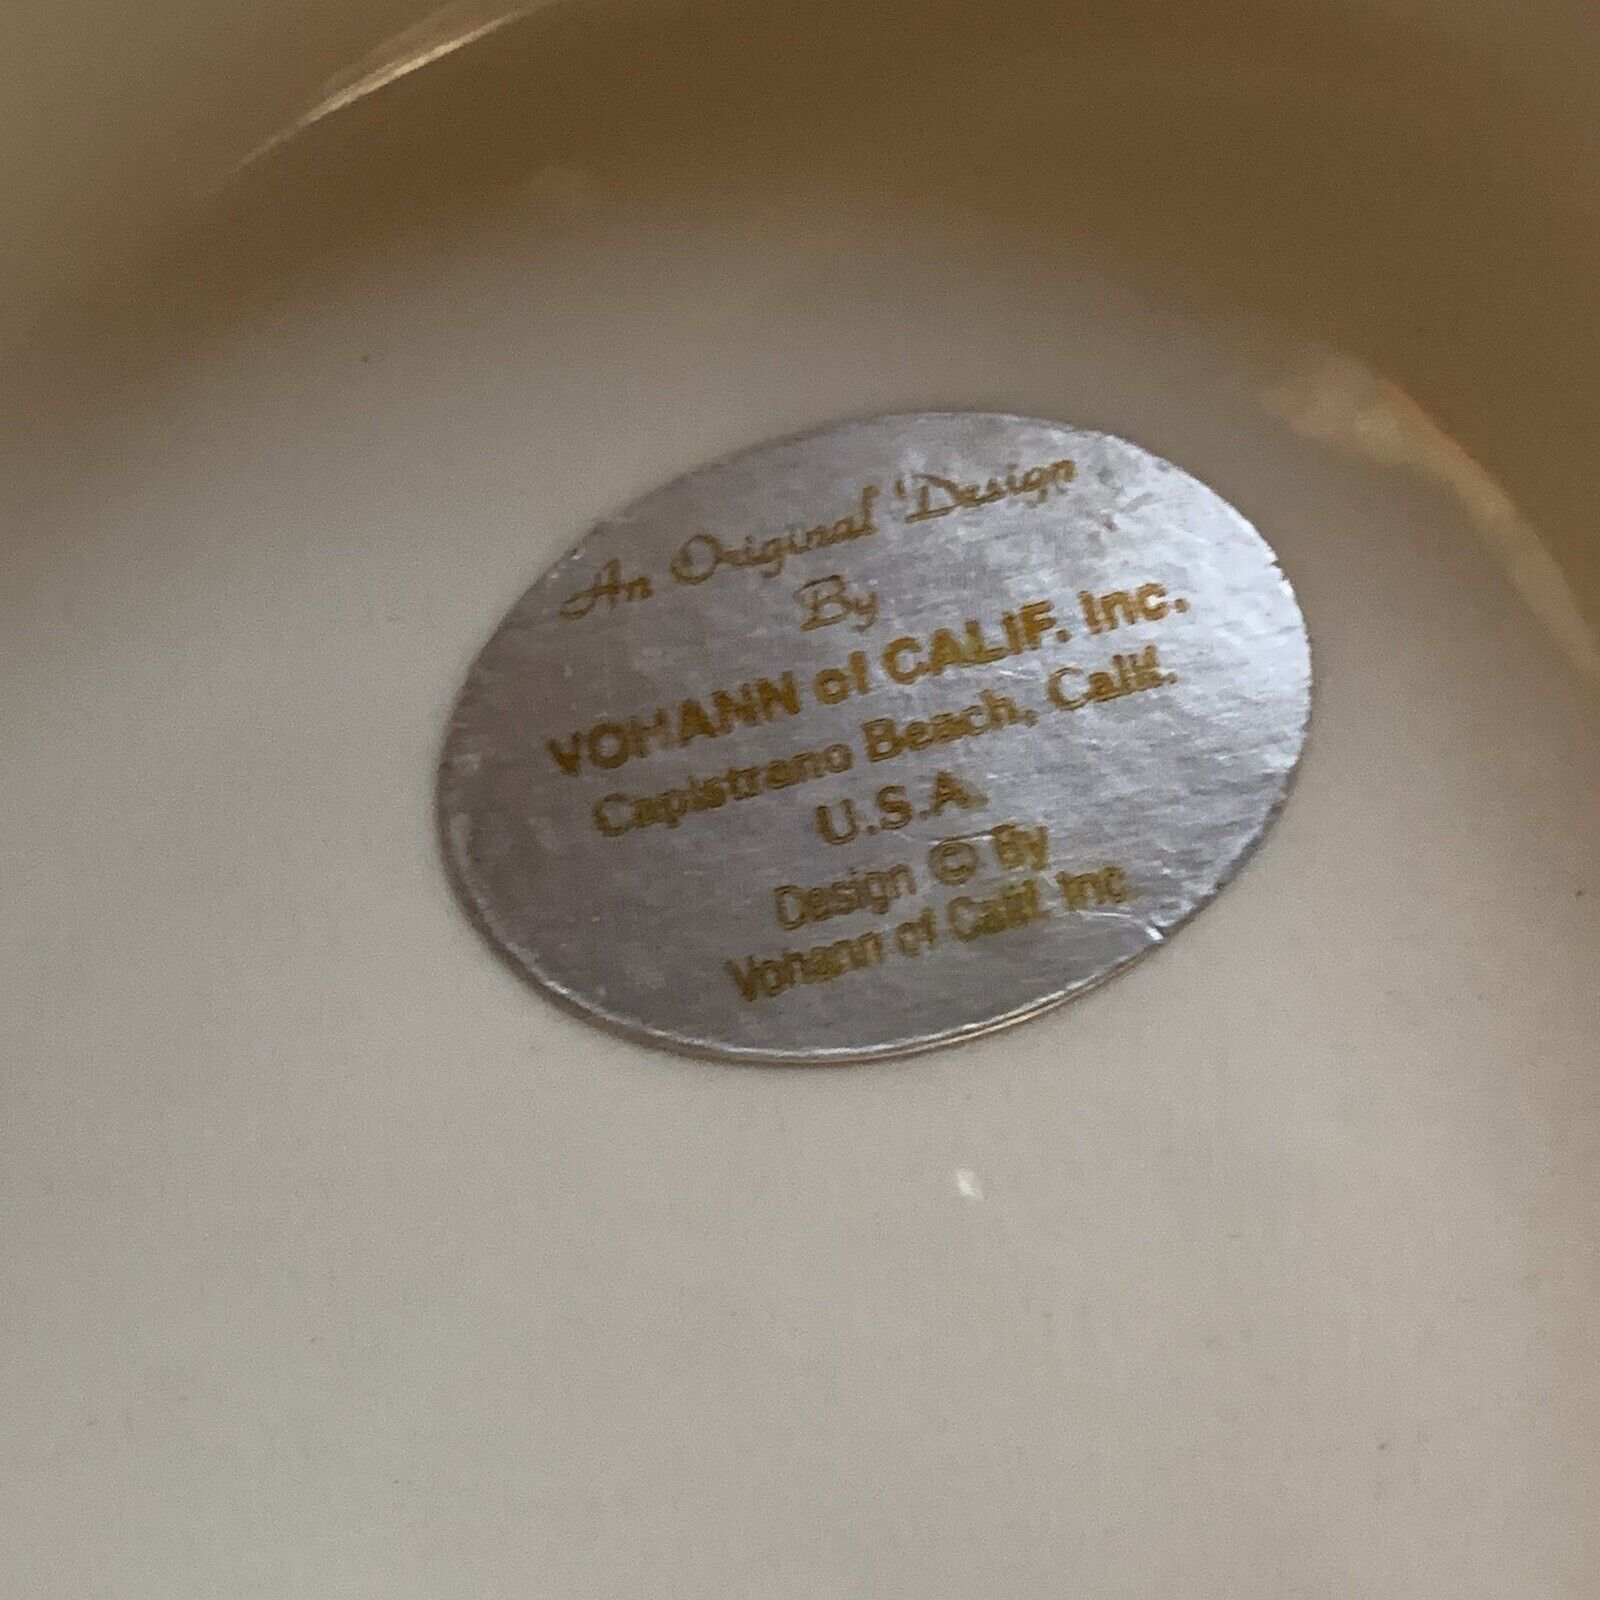 An Original Design
By
VOHANN of CALIF. Inc.
Capistrano Beach, Calif.
U.S.A.
Design © By
Vohann of Calif. Inc.